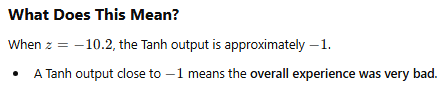 What Does This Mean?
When z = −10.2, the Tanh output is approximately −1.
• A Tanh output close to −1 means the overall experience was very bad.